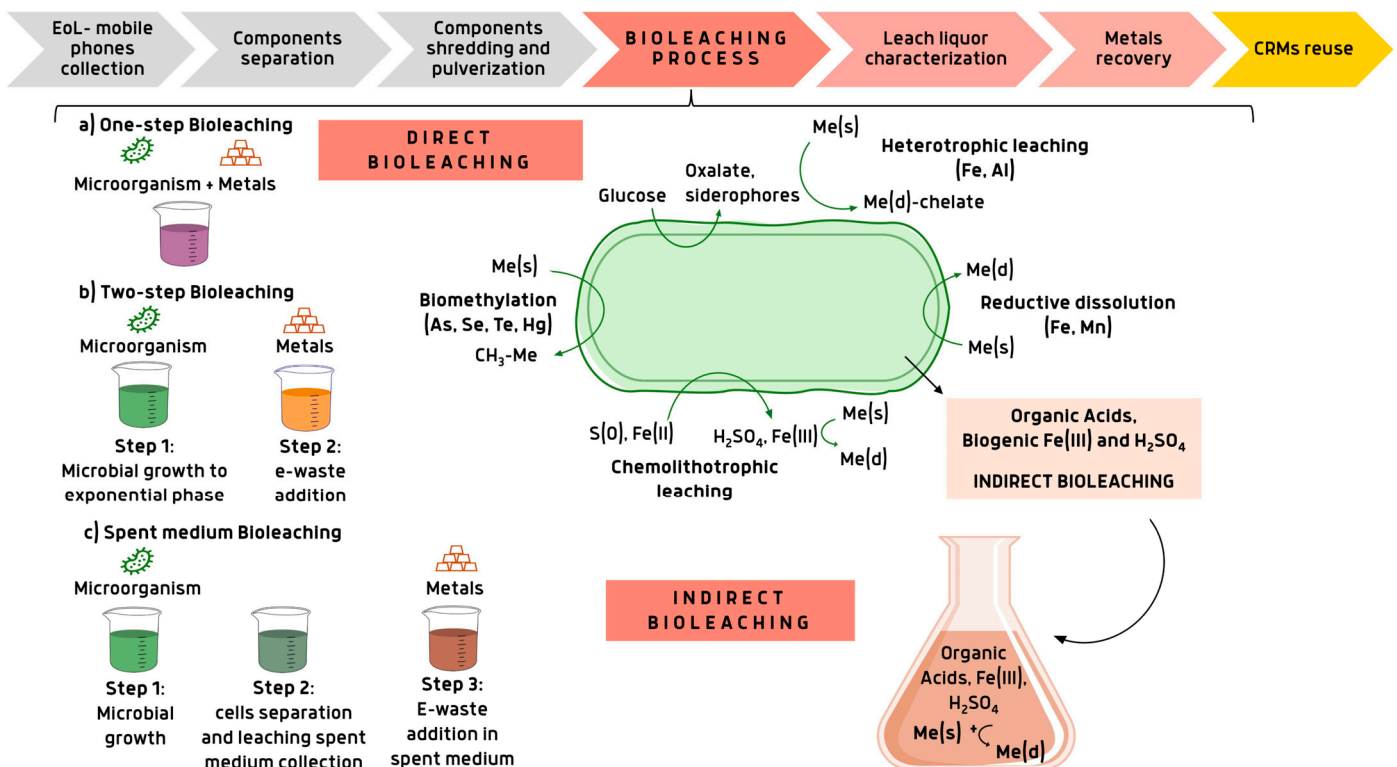 EoL- mobile
phones
collection
Components
separation
Components
shredding and
pulverization
BIOLEACHING
PROCESS
Leach liquor
characterization
Metals
recovery
CRMs reuse
a) One-step Bioleaching
Microorganism + Metals
DIRECT
BIOLEACHING
b) Two-step Bioleaching
Microorganism
Metals
Step 1:
Microbial growth to
exponential phase
Step 2:
e-waste
addition
c) Spent medium Bioleaching
Microorganism
Metals
Step 1:
Microbial
growth
Step 2:
cells separation
and leaching spent
medium collection
Step 3:
E-waste
addition in
spent medium
Glucose
Oxalate,
siderophores
Me(s)
Heterotrophic leaching
(Fe, Al)
Me(d)-chelate
Me(s)
Biomethylation
(As, Se, Te, Hg)
CH₃-Me
Me(d)
Reductive dissolution
(Fe, Mn)
Me(s)
S(0), Fe(II)
H₂SO₄, Fe(III)
Me(s)
Me(d)
Chemolithotrophic
leaching
Organic Acids,
Biogenic Fe(III) and H₂SO₄
INDIRECT BIOLEACHING
INDIRECT
BIOLEACHING
Organic
Acids, Fe(III),
H₂SO₄
Me(s) +
Me(d)